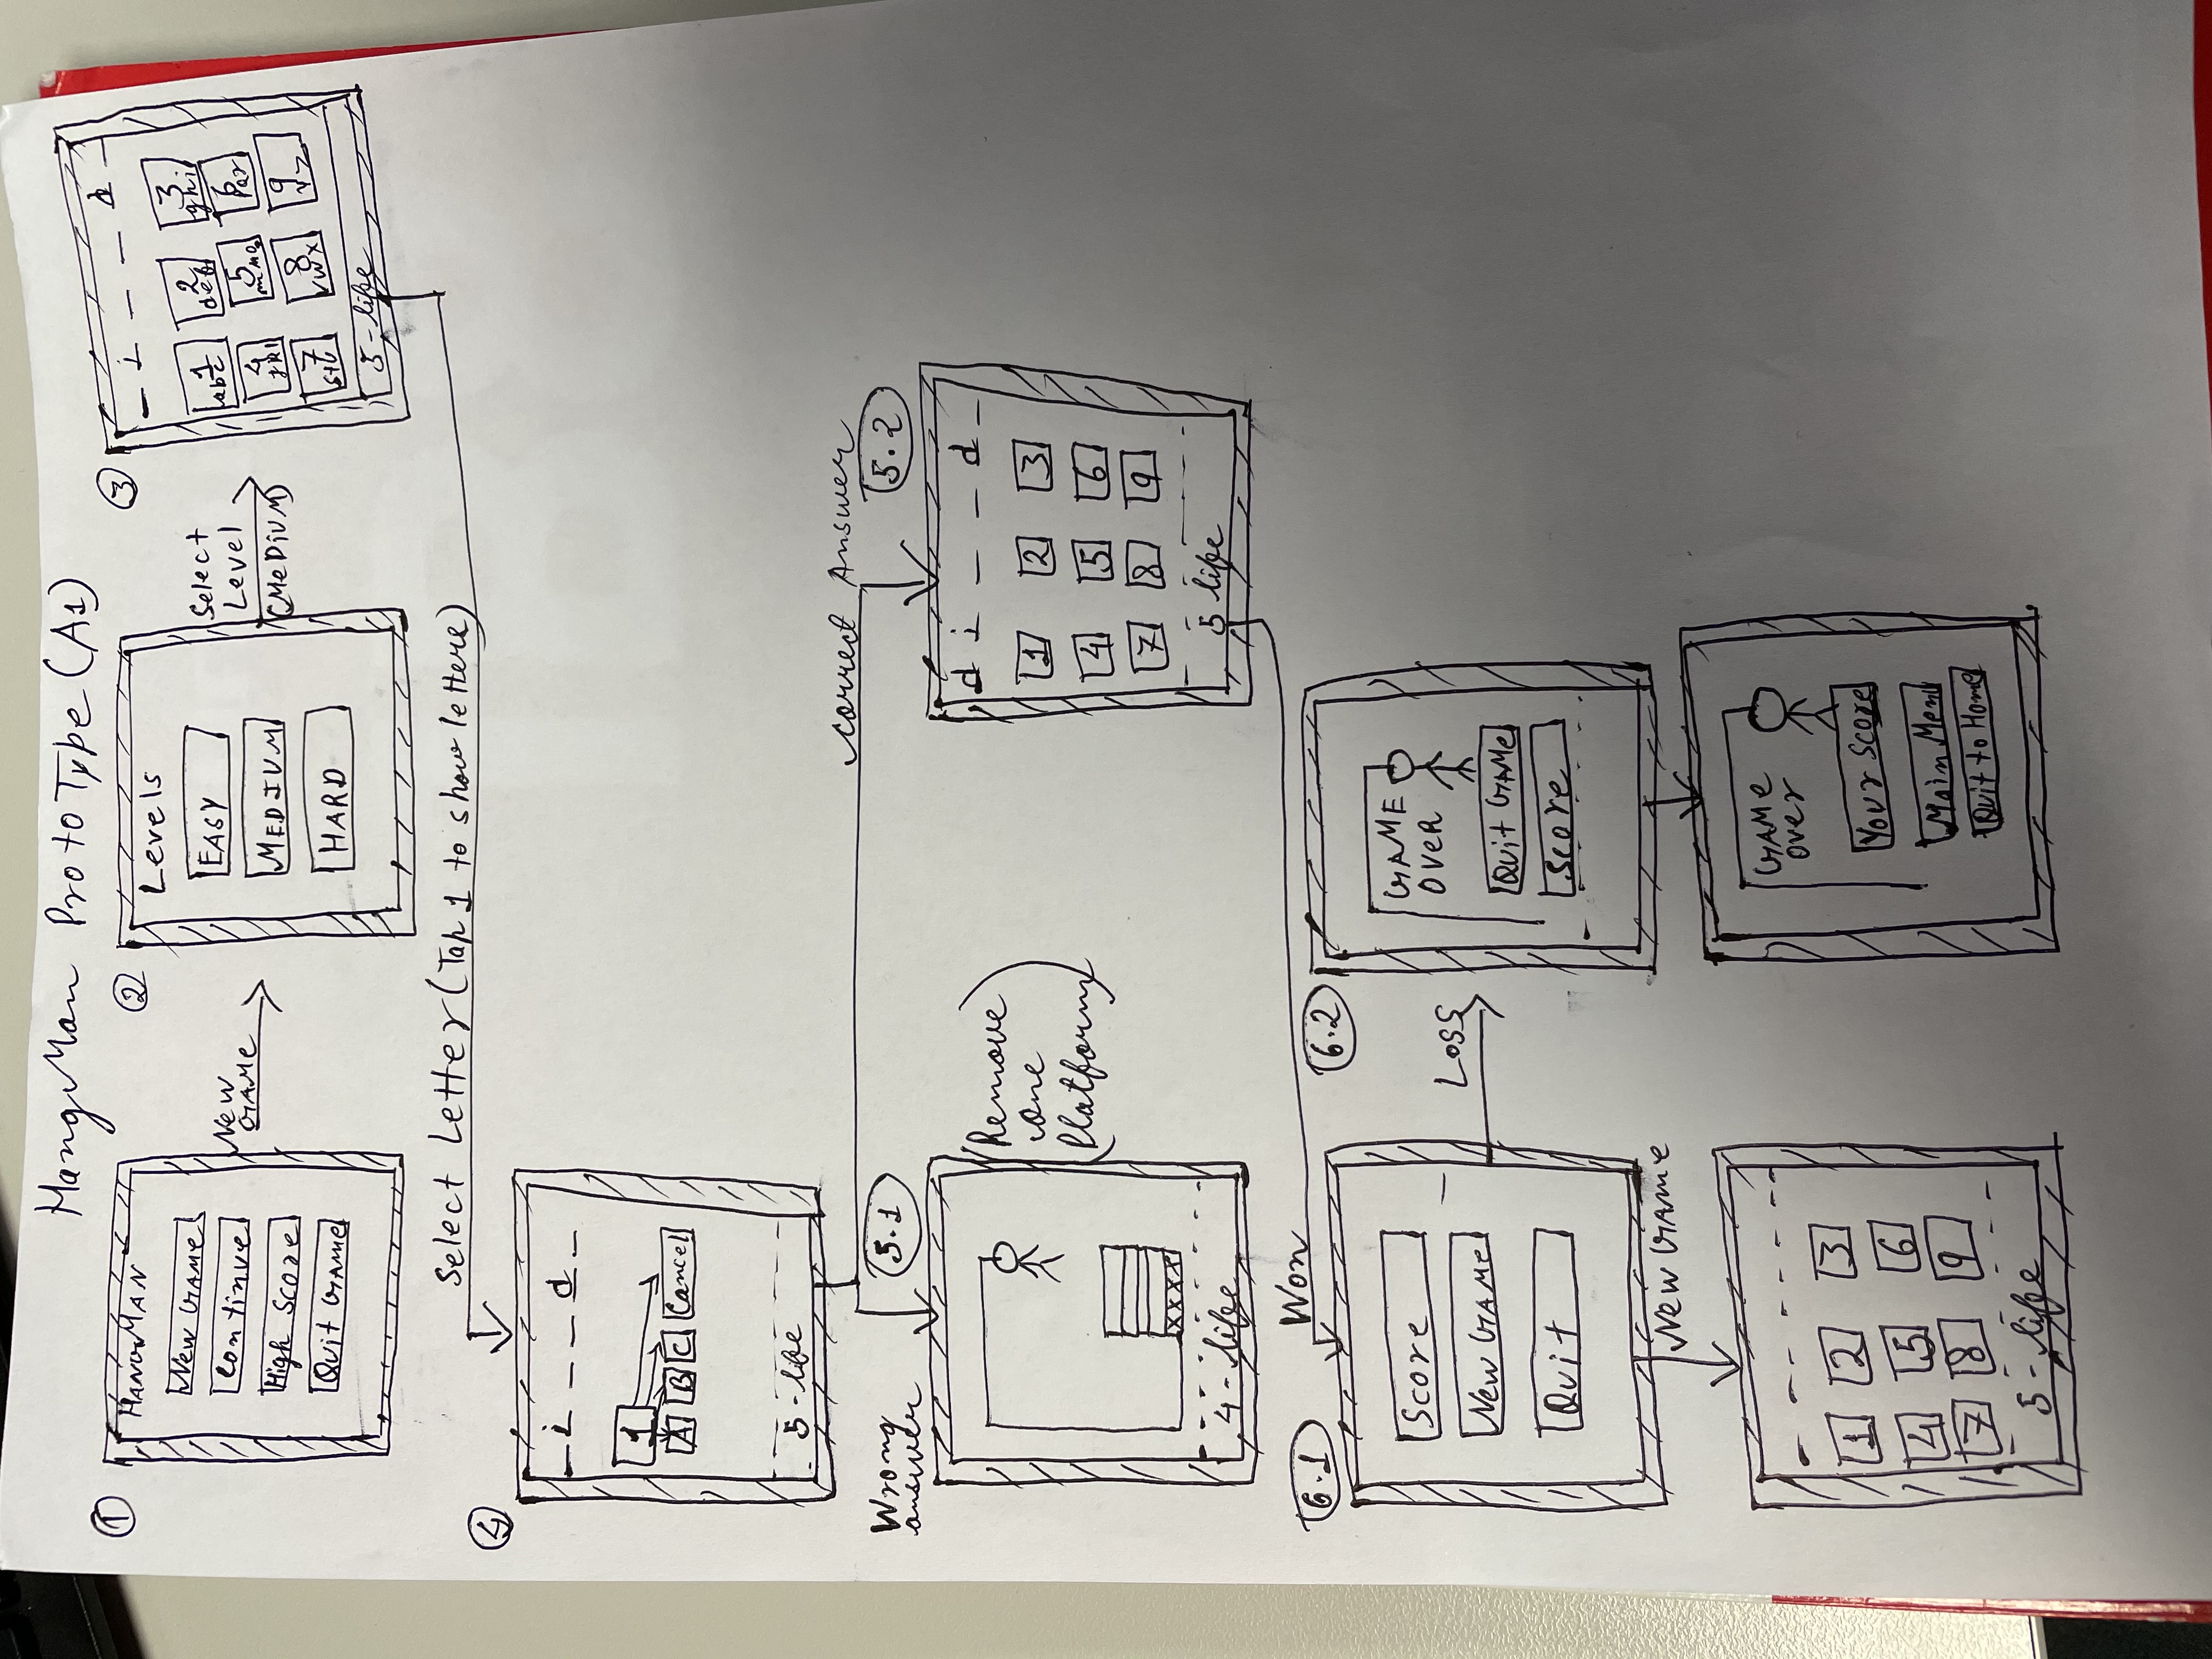 HangMan ProtoType (A1)
1
HANGMAN
New GAMe
Continue
High Score
Quit GAMe
New
GAMe
2
Levels
EASY
MEDIUM
HARD
Select
Level
(MeDiUM)
3
_ i _ _ d _
1
abc
2
def
3
ghi
4
jkl
5
mno
6
pqr
7
stu
8
vwx
9
yz
5-life
Select Letter (Tap 1 to show letters)
4
_ i _ _ d _
1
A B C Cancel
5-life
Wrong
answer
5.1
(Remove
one
Platform)
4-life
Correct Answer
5.2
d i _ _ d _
1 2 3
4 5 6
7 8 9
5 life
Won
6.1
Score
New GAMe
Quit
Loss
6.2
GAME
OVeR
Quit GAMe
Score
New GAMe
_ _ _ _ _ _
1 2 3
4 5 6
7 8 9
5-life
GAMe
Over
Your Score
Main Menu
Quit to Home